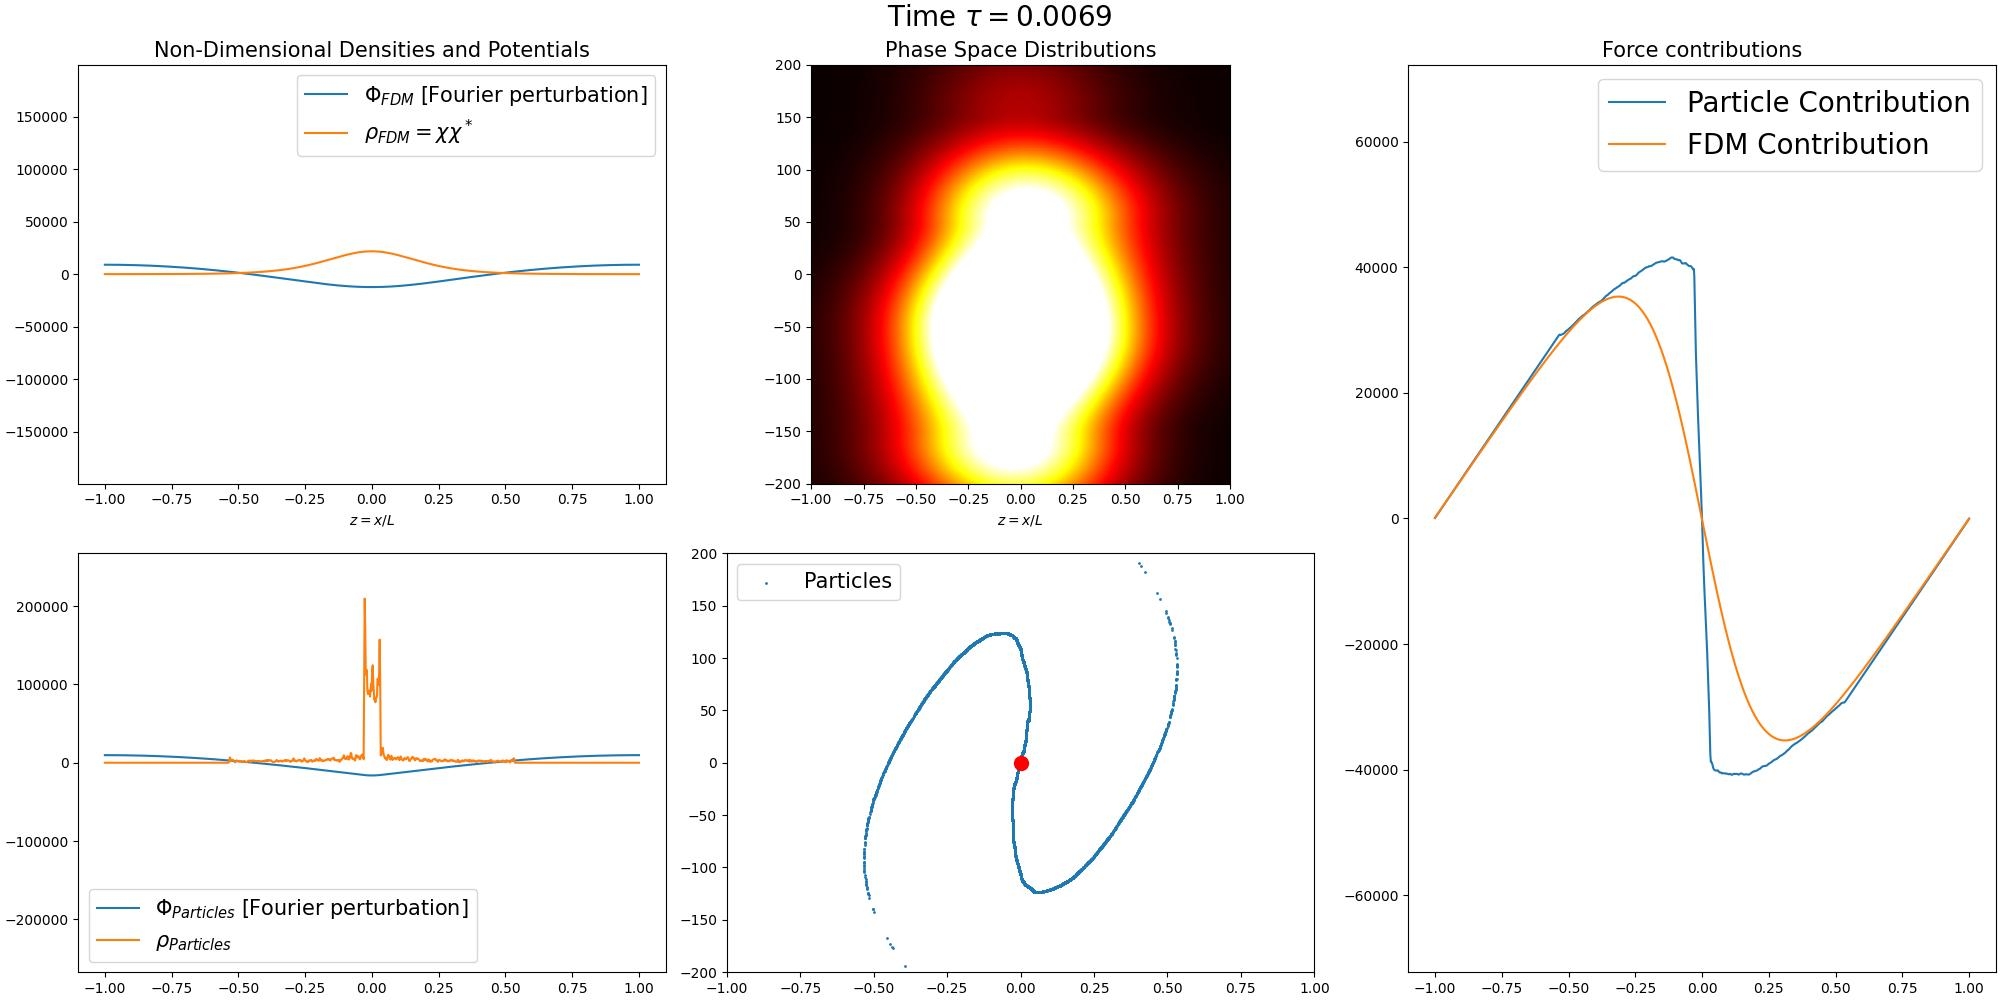 Time τ = 0.0069
Non-Dimensional Densities and Potentials
Φ_FDM [Fourier perturbation]
ρ_FDM = χχ*
150000
100000
50000
0
−50000
−100000
−150000
−1.00 −0.75 −0.50 −0.25 0.00 0.25 0.50 0.75 1.00
z = x/L
Phase Space Distributions
200
150
100
50
0
−50
−100
−150
−200
−1.00 −0.75 −0.50 −0.25 0.00 0.25 0.50 0.75 1.00
z = x/L
Force contributions
Particle Contribution
FDM Contribution
60000
40000
20000
0
−20000
−40000
−60000
−1.00 −0.75 −0.50 −0.25 0.00 0.25 0.50 0.75 1.00
200000
100000
0
−100000
−200000
Φ_Particles [Fourier perturbation]
ρ_Particles
−1.00 −0.75 −0.50 −0.25 0.00 0.25 0.50 0.75 1.00
Particles
200
150
100
50
0
−50
−100
−150
−200
−1.00 −0.75 −0.50 −0.25 0.00 0.25 0.50 0.75 1.00